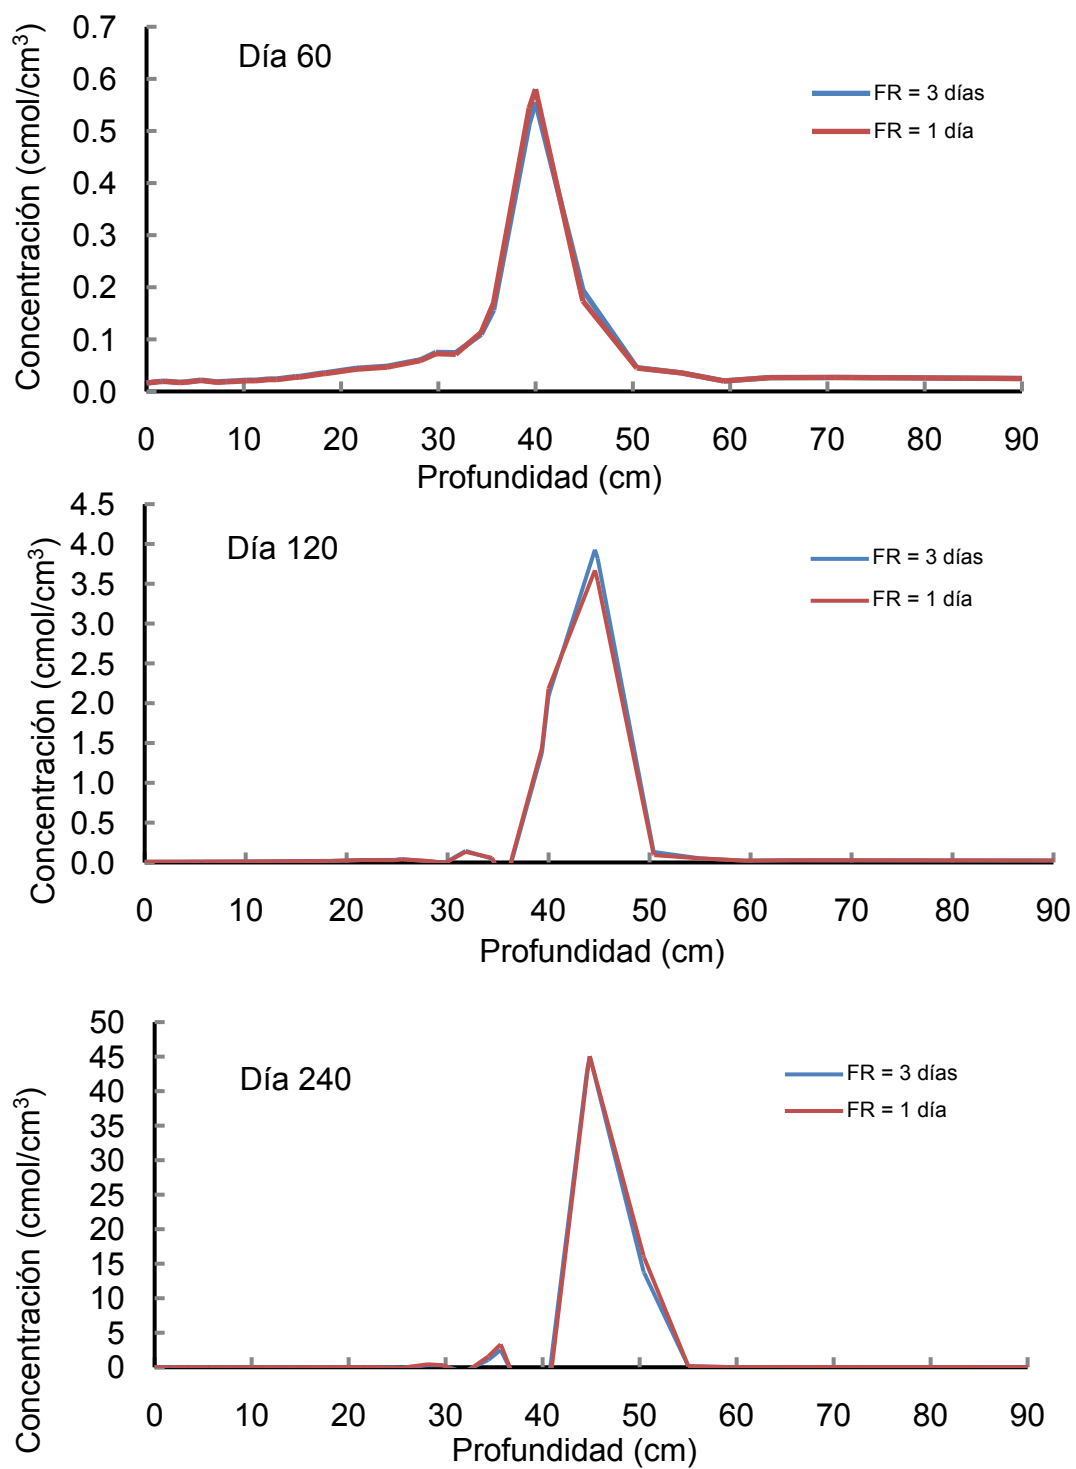 Día 60
FR = 3 días
FR = 1 día
Concentración (cmol/cm³)
0.7
0.6
0.5
0.4
0.3
0.2
0.1
0.0
0 10 20 30 40 50 60 70 80 90
Profundidad (cm)
Día 120
FR = 3 días
FR = 1 día
Concentración (cmol/cm³)
4.5
4.0
3.5
3.0
2.5
2.0
1.5
1.0
0.5
0.0
0 10 20 30 40 50 60 70 80 90
Profundidad (cm)
Día 240
FR = 3 días
FR = 1 día
Concentración (cmol/cm³)
50
45
40
35
30
25
20
15
10
5
0
0 10 20 30 40 50 60 70 80 90
Profundidad (cm)